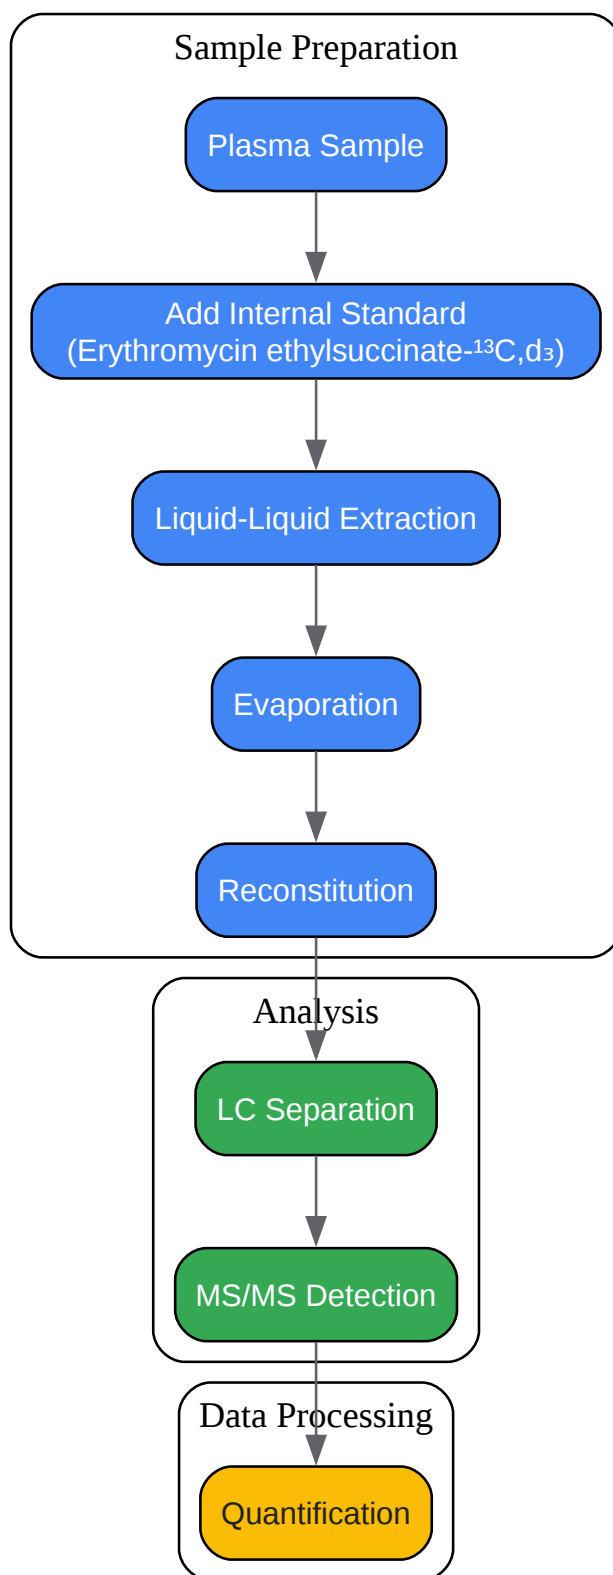 Sample Preparation
Plasma Sample
Add Internal Standard
(Erythromycin ethylsuccinate-¹³C,d₃)
Liquid-Liquid Extraction
Evaporation
Reconstitution
Analysis
LC Separation
MS/MS Detection
Data Processing
Quantification